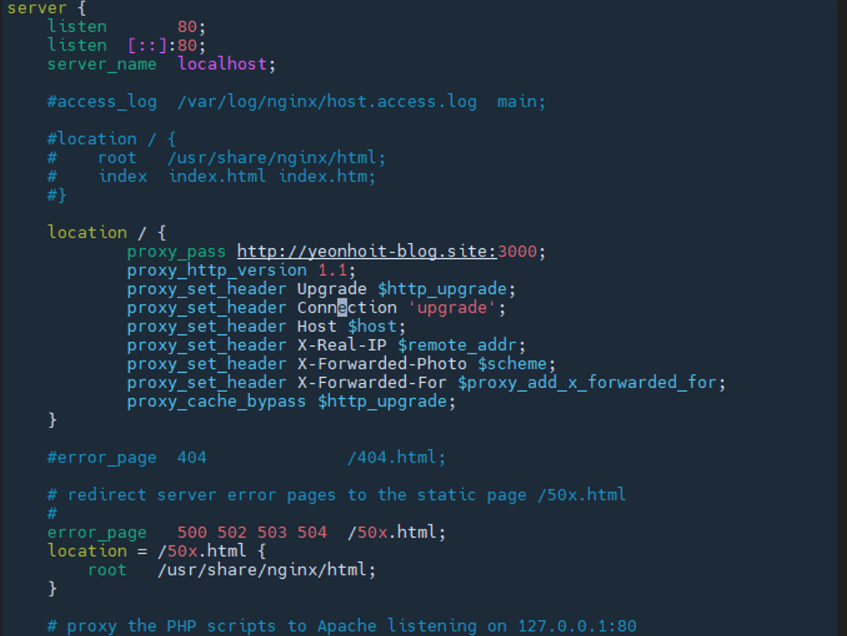 server {
    listen       80;
    listen  [::]:80;
    server_name  localhost;
    #access_log  /var/log/nginx/host.access.log  main;
    #location / {
    #    root   /usr/share/nginx/html;
    #    index  index.html index.htm;
    #}
    location / {
            proxy_pass http://yeonhoit-blog.site:3000;
            proxy_http_version 1.1;
            proxy_set_header Upgrade $http_upgrade;
            proxy_set_header Connection 'upgrade';
            proxy_set_header Host $host;
            proxy_set_header X-Real-IP $remote_addr;
            proxy_set_header X-Forwarded-Photo $scheme;
            proxy_set_header X-Forwarded-For $proxy_add_x_forwarded_for;
            proxy_cache_bypass $http_upgrade;
    }
    #error_page  404              /404.html;
    # redirect server error pages to the static page /50x.html
    #
    error_page   500 502 503 504  /50x.html;
    location = /50x.html {
        root   /usr/share/nginx/html;
    }
    # proxy the PHP scripts to Apache listening on 127.0.0.1:80